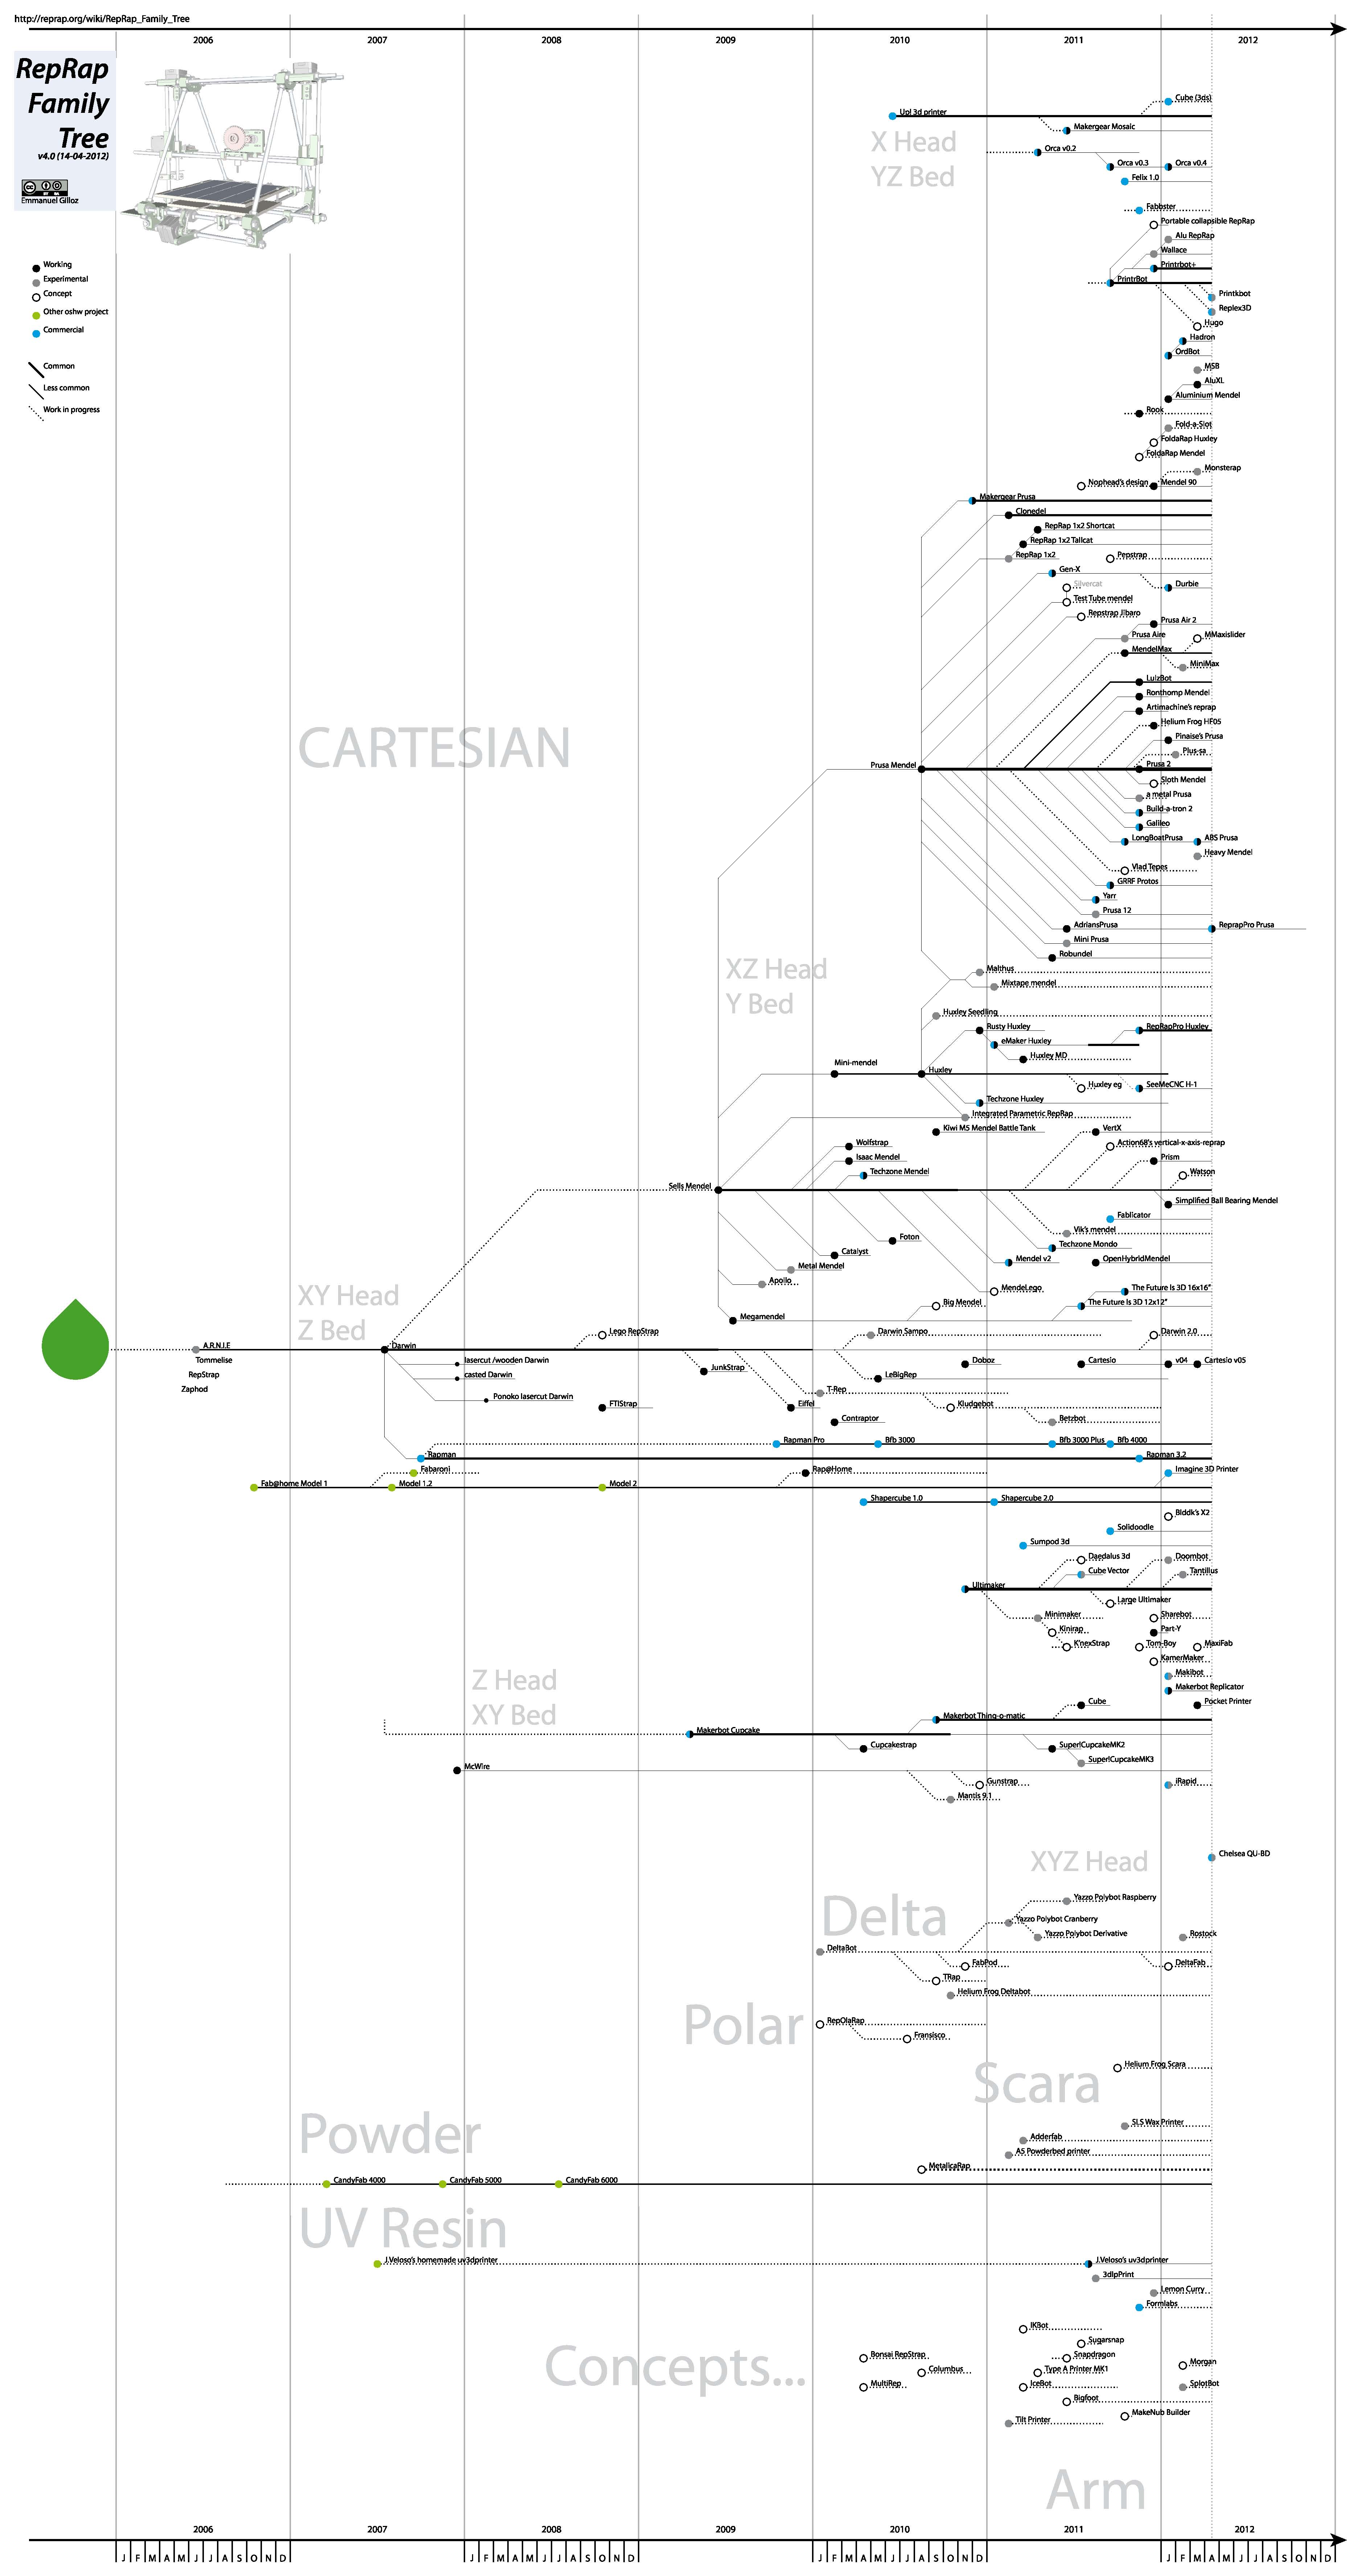 http://reprap.org/wiki/RepRap_Family_Tree
2006 2007 2008 2009 2010 2011 2012
RepRap
Family
Tree
v4.0 (14-04-2012)
cc
Emmanuel Gilloz
Working
Experimental
Concept
Other oshw project
Commercial
Common
Less common
Work in progress
Cube (3ds)
Up! 3d printer
Makergear Mosaic
X Head
YZ Bed
Orca v0.2
Orca v0.3 Orca v0.4
Felix 1.0
Fabbster
Portable collapsible RepRap
Alu RepRap
Wallace
Printrbot+
PrintrBot
Printkbot
Replex3D
Hugo
Hadron
OrdBot
MSB
AluXL
Aluminium Mendel
Rook
Fold-a-Slot
FoldaRap Huxley
FoldaRap Mendel
Monsterap
Nophead's design Mendel 90
Makergear Prusa
Clonedel
RepRap 1x2 Shortcat
RepRap 1x2 Tallcat
RepRap 1x2 Pepstrap
Gen-X
Silvercat Durbie
Test Tube mendel
Repstrap Jibaro
Prusa Air 2
Prusa Aire MMaxislider
MendelMax
MiniMax
LulzBot
Ronthomp Mendel
Artimachine's reprap
Helium Frog HF05
Pinaise's Prusa
Plus-sa
CARTESIAN
Prusa Mendel Prusa 2
Sloth Mendel
a metal Prusa
Build-a-tron 2
Galileo
LongBoatPrusa ABS Prusa
Heavy Mendel
Vlad Tepes
GRRF Protos
Yarr
Prusa 12
AdriansPrusa ReprapPro Prusa
Mini Prusa
Robundel
XZ Head
Y Bed
Malthus
Mixtape mendel
Huxley Seedling
Rusty Huxley RepRapPro Huxley
eMaker Huxley
Huxley MD
Mini-mendel
Huxley
Huxley eg SeeMeCNC H-1
Techzone Huxley
Integrated Parametric RepRap
Kiwi M5 Mendel Battle Tank VertX
Wolfstrap Action68's vertical-x-axis-reprap
Isaac Mendel Prism
Techzone Mendel Watson
Sells Mendel
Simplified Ball Bearing Mendel
Fablicator
Vik's mendel
Foton Techzone Mondo
Catalyst Mendel v2 OpenHybridMendel
Metal Mendel
Apollo
MendeLego The Future Is 3D 16x16"
Big Mendel The Future Is 3D 12x12"
Megamendel
XY Head
Z Bed
Lego RepStrap Darwin Sampo Darwin 2.0
A.R.N.I.E Darwin
Tommelise
RepStrap
Zaphod
lasercut /wooden Darwin
casted Darwin
Ponoko lasercut Darwin
JunkStrap Doboz Cartesio v04 Cartesio v05
LeBigRep
T-Rep
FTIStrap Eiffel Kludgebot
Contraptor Betzbot
Rapman Pro Bfb 3000 Bfb 3000 Plus Bfb 4000
Rapman Rapman 3.2
Fabaroni Rap@Home Imagine 3D Printer
Fab@home Model 1 Model 1.2 Model 2
Shapercube 1.0 Shapercube 2.0
Blddk's X2
Solidoodle
Sumpod 3d
Daedalus 3d Doombot
Cube Vector Tantillus
Ultimaker
Large Ultimaker
Minimaker Sharebot
Kinirap Part-Y
K'nexStrap Tom-Boy MaxiFab
KamerMaker
Makibot
Makerbot Replicator
Z Head
XY Bed
Cube Pocket Printer
Makerbot Thing-o-matic
Makerbot Cupcake
Cupcakestrap Super!CupcakeMK2
Super!CupcakeMK3
McWire
Gunstrap iRapid
Mantis 9.1
XYZ Head
Chelsea QU-BD
Delta
Yazzo Polybot Raspberry
Yazzo Polybot Cranberry
Yazzo Polybot Derivative Rostock
DeltaBot
FabPod DeltaFab
TRap
Helium Frog Deltabot
Polar
RepOlaRap
Fransisco
Scara
Helium Frog Scara
Powder
SLS Wax Printer
Adderfab
A5 Powderbed printer
MetalicaRap
CandyFab 4000 CandyFab 5000 CandyFab 6000
UV Resin
J.Veloso's homemade uv3dprinter J.Veloso's uv3dprinter
3dlpPrint
Lemon Curry
Formlabs
Concepts...
IKBot
Sugarsnap
Bonsai RepStrap Snapdragon
Columbus Type A Printer MK1 Morgan
MultiRep IceBot SplotBot
Bigfoot
MakeNub Builder
Tilt Printer
Arm
2006 2007 2008 2009 2010 2011 2012
J F M A M J J A S O N D J F M A M J J A S O N D J F M A M J J A S O N D J F M A M J J A S O N D